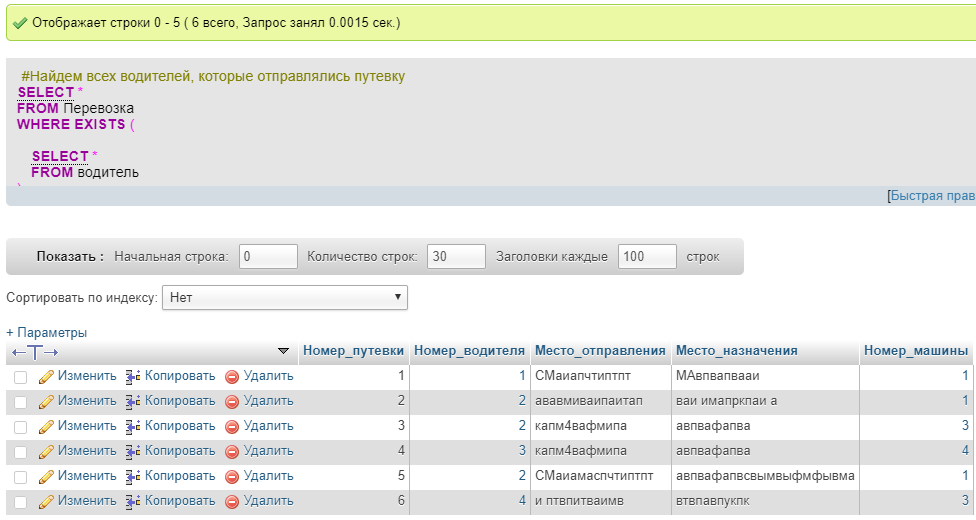 Отображает строки 0 - 5 ( 6 всего, Запрос занял 0.0015 сек.)
#Найдем всех водителей, которые отправлялись путевку
SELECT *
FROM Перевозка
WHERE EXISTS (
SELECT *
FROM водитель
)
[Быстрая прав
Показать : Начальная строка: 0 Количество строк: 30 Заголовки каждые 100 строк
Сортировать по индексу: Нет
+ Параметры
←T→ Номер_путевки Номер_водителя Место_отправления Место_назначения Номер_машины
Изменить Копировать Удалить 1 1 СМаиапчтиптпт МАвпвапвааи 1
Изменить Копировать Удалить 2 2 ававмиваипаитап ваи имапрклаи а 1
Изменить Копировать Удалить 3 2 капм4вафмипа авпвафапва 3
Изменить Копировать Удалить 4 3 капм4вафмипа авпвафапва 4
Изменить Копировать Удалить 5 2 СМаиамаспчтиптпт авпвафапвсвымвыфмфывма 1
Изменить Копировать Удалить 6 4 и птвпитваимв втвпавпукпк 3